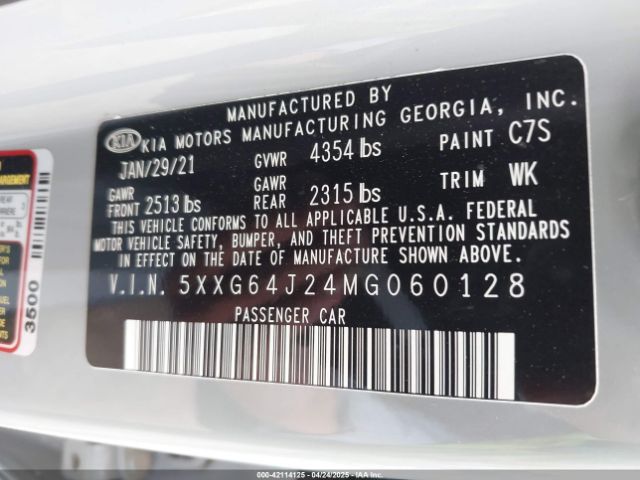 MANUFACTURED BY
KIA KIA MOTORS MANUFACTURING GEORGIA, INC.
JAN/29/21 GVWR 4354 lbs PAINT C7S
GAWR FRONT 2513 lbs GAWR REAR 2315 lbs TRIM WK
THIS VEHICLE CONFORMS TO ALL APPLICABLE U.S.A. FEDERAL
MOTOR VEHICLE SAFETY, BUMPER, AND THEFT PREVENTION STANDARDS
IN EFFECT ON THE DATE OF MANUFACTURE SHOWN ABOVE.
V.I.N. 5XXG64J24MG060128
PASSENGER CAR
3500
000-42114125 - 04/24/2025 - IAA Inc.